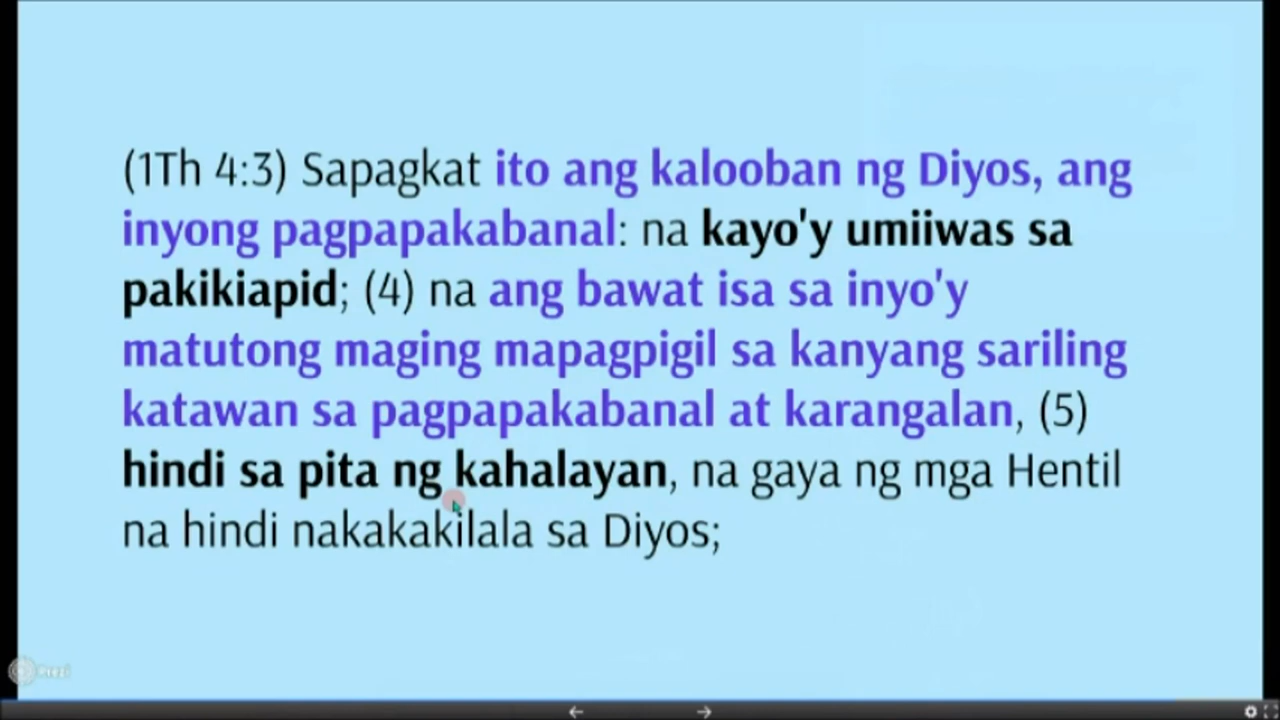 (1Th 4:3) Sapagkat ito ang kalooban ng Diyos, ang
inyong pagpapakabanal: na kayo'y umiiwas sa
pakikiapid; (4) na ang bawat isa sa inyo'y
matutong maging mapagpigil sa kanyang sariling
katawan sa pagpapakabanal at karangalan, (5)
hindi sa pita ng kahalayan, na gaya ng mga Hentil
na hindi nakakakilala sa Diyos;
Prezi